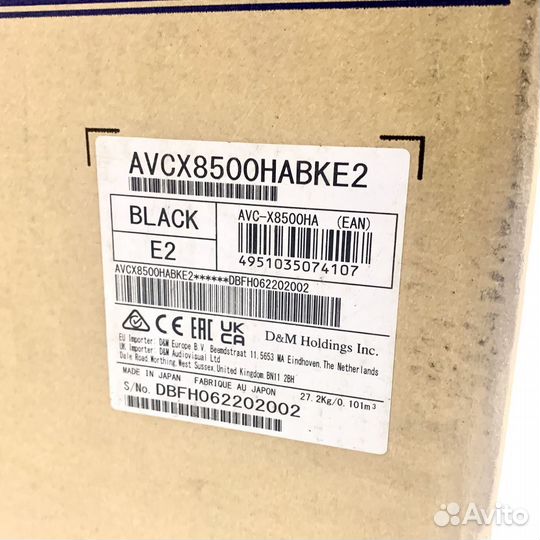 AVCX8500HABKE2
BLACK
E2
AVC-X8500HA (EAN)
4951035074107
AVCX8500HABKE2******DBFH062202002
CE EAC UK CA
D&M Holdings Inc.
EU Importer: D&M Europe B.V. Beemdstraat 11.5653 MA Eindhoven, The Netherlands
UK Importer: D&M Audiovisual Ltd
Dale Road Worthing, West Sussex, United Kingdom BN11 2BH
MADE IN JAPAN FABRIQUE AU JAPON
27.2Kg/0.101m³
S/No. DBFH062202002
Avito